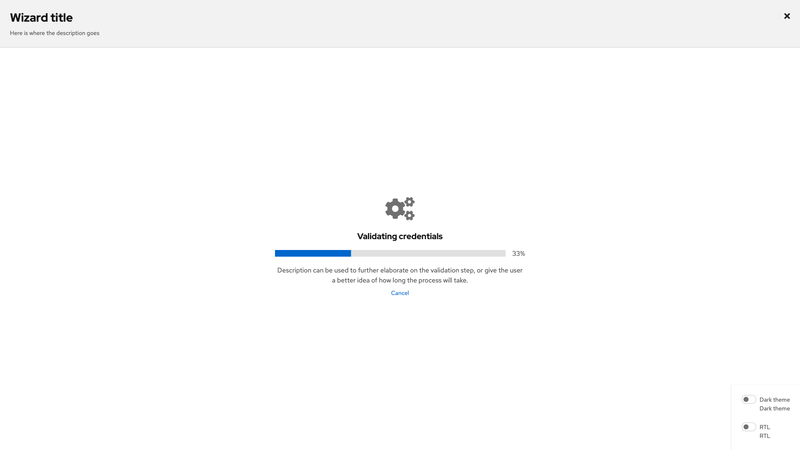 Wizard title
Here is where the description goes
Validating credentials
33%
Description can be used to further elaborate on the validation step, or give the user
a better idea of how long the process will take.
Cancel
Dark theme
Dark theme
RTL
RTL